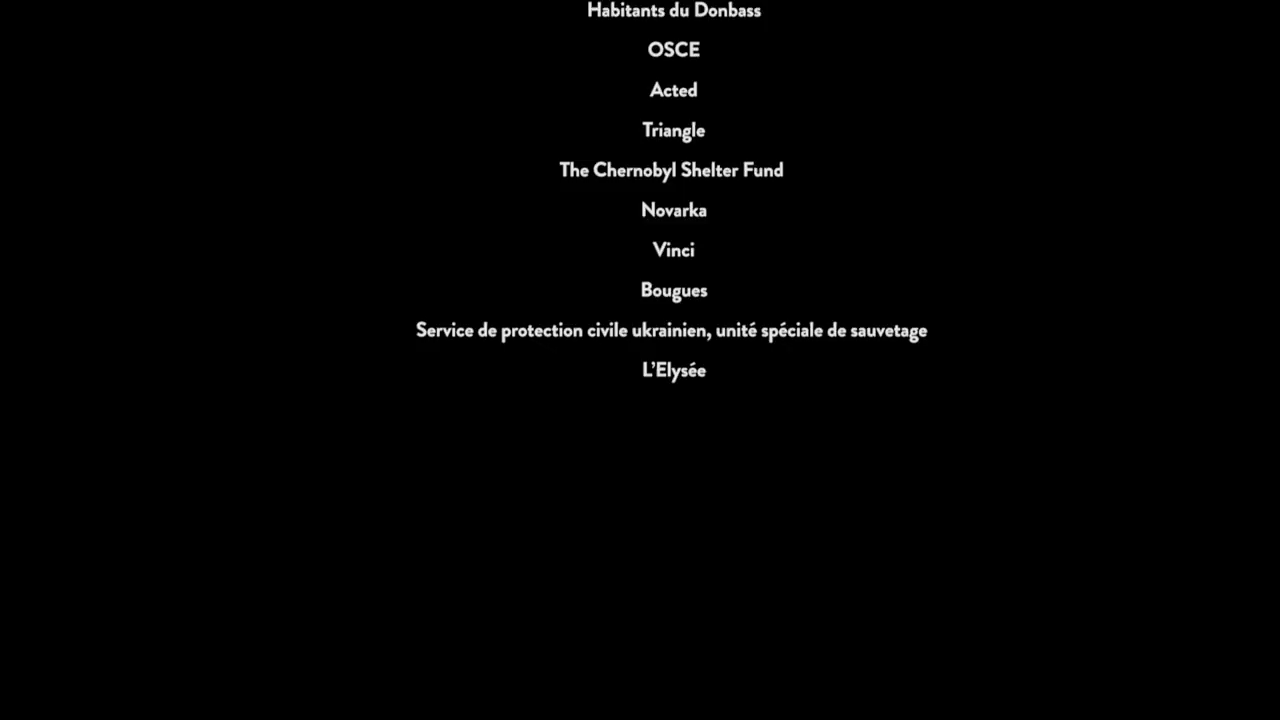 Habitants du Donbass
OSCE
Acted
Triangle
The Chernobyl Shelter Fund
Novarka
Vinci
Bougues
Service de protection civile ukrainien, unité spéciale de sauvetage
L'Elysée